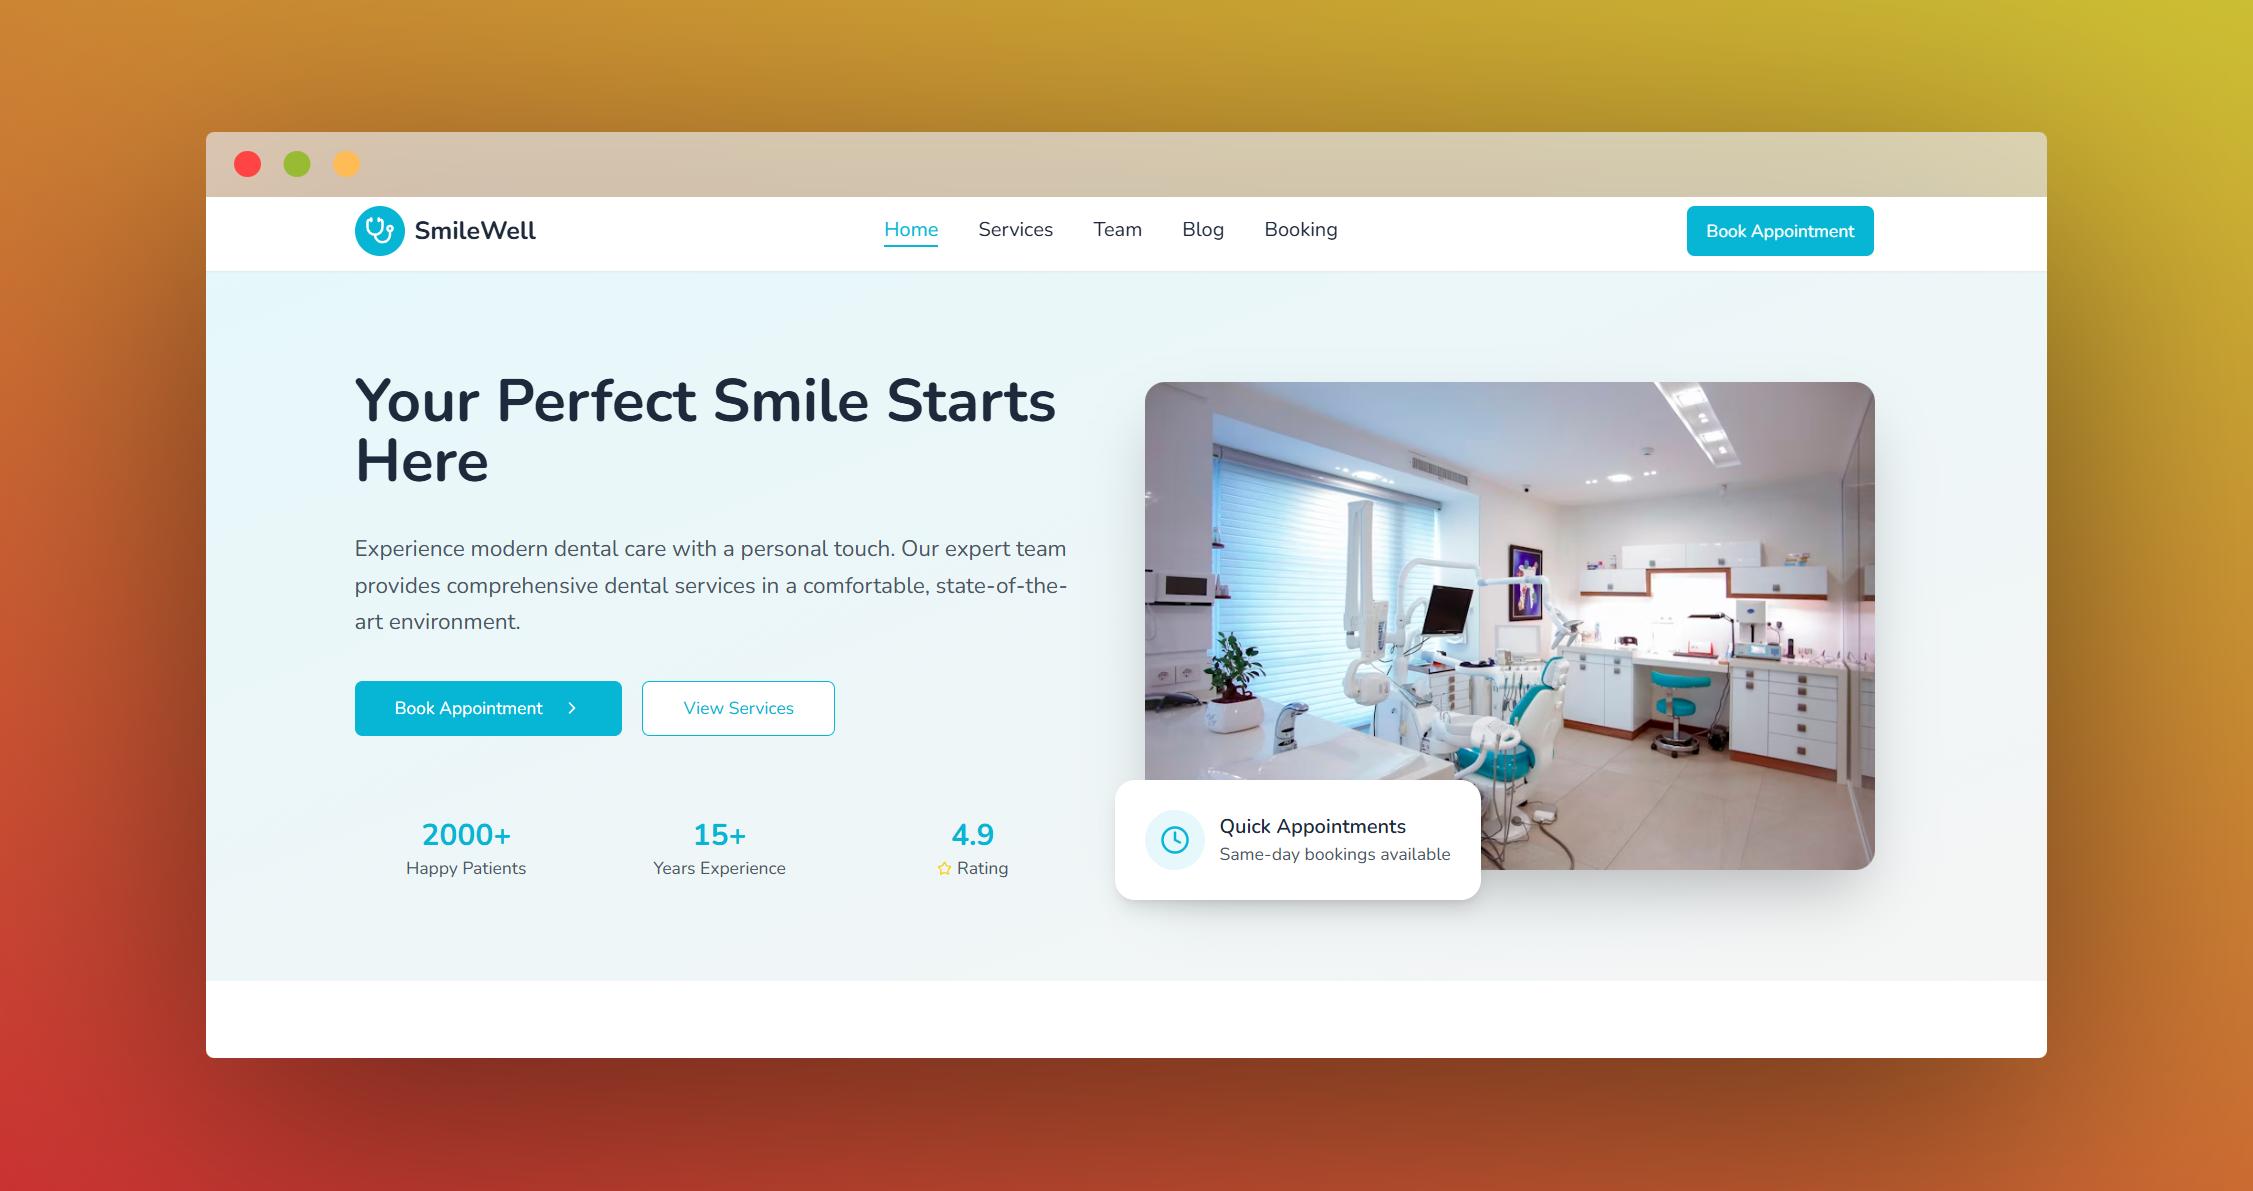 SmileWell
Home
Services
Team
Blog
Booking
Book Appointment
Your Perfect Smile Starts
Here
Experience modern dental care with a personal touch. Our expert team
provides comprehensive dental services in a comfortable, state-of-the-
art environment.
Book Appointment
View Services
2000+
Happy Patients
15+
Years Experience
4.9
Rating
Quick Appointments
Same-day bookings available